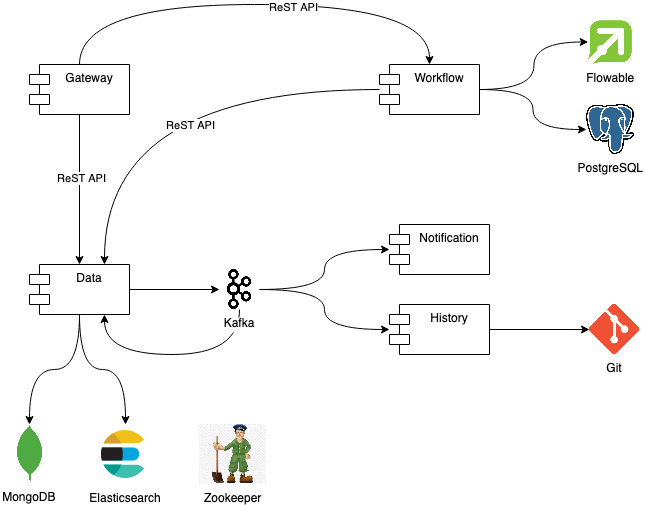 ReST API
Gateway
Workflow
Flowable
ReST API
PostgreSQL
ReST API
Notification
Data
Kafka
History
Git
MongoDB
Elasticsearch
Zookeeper